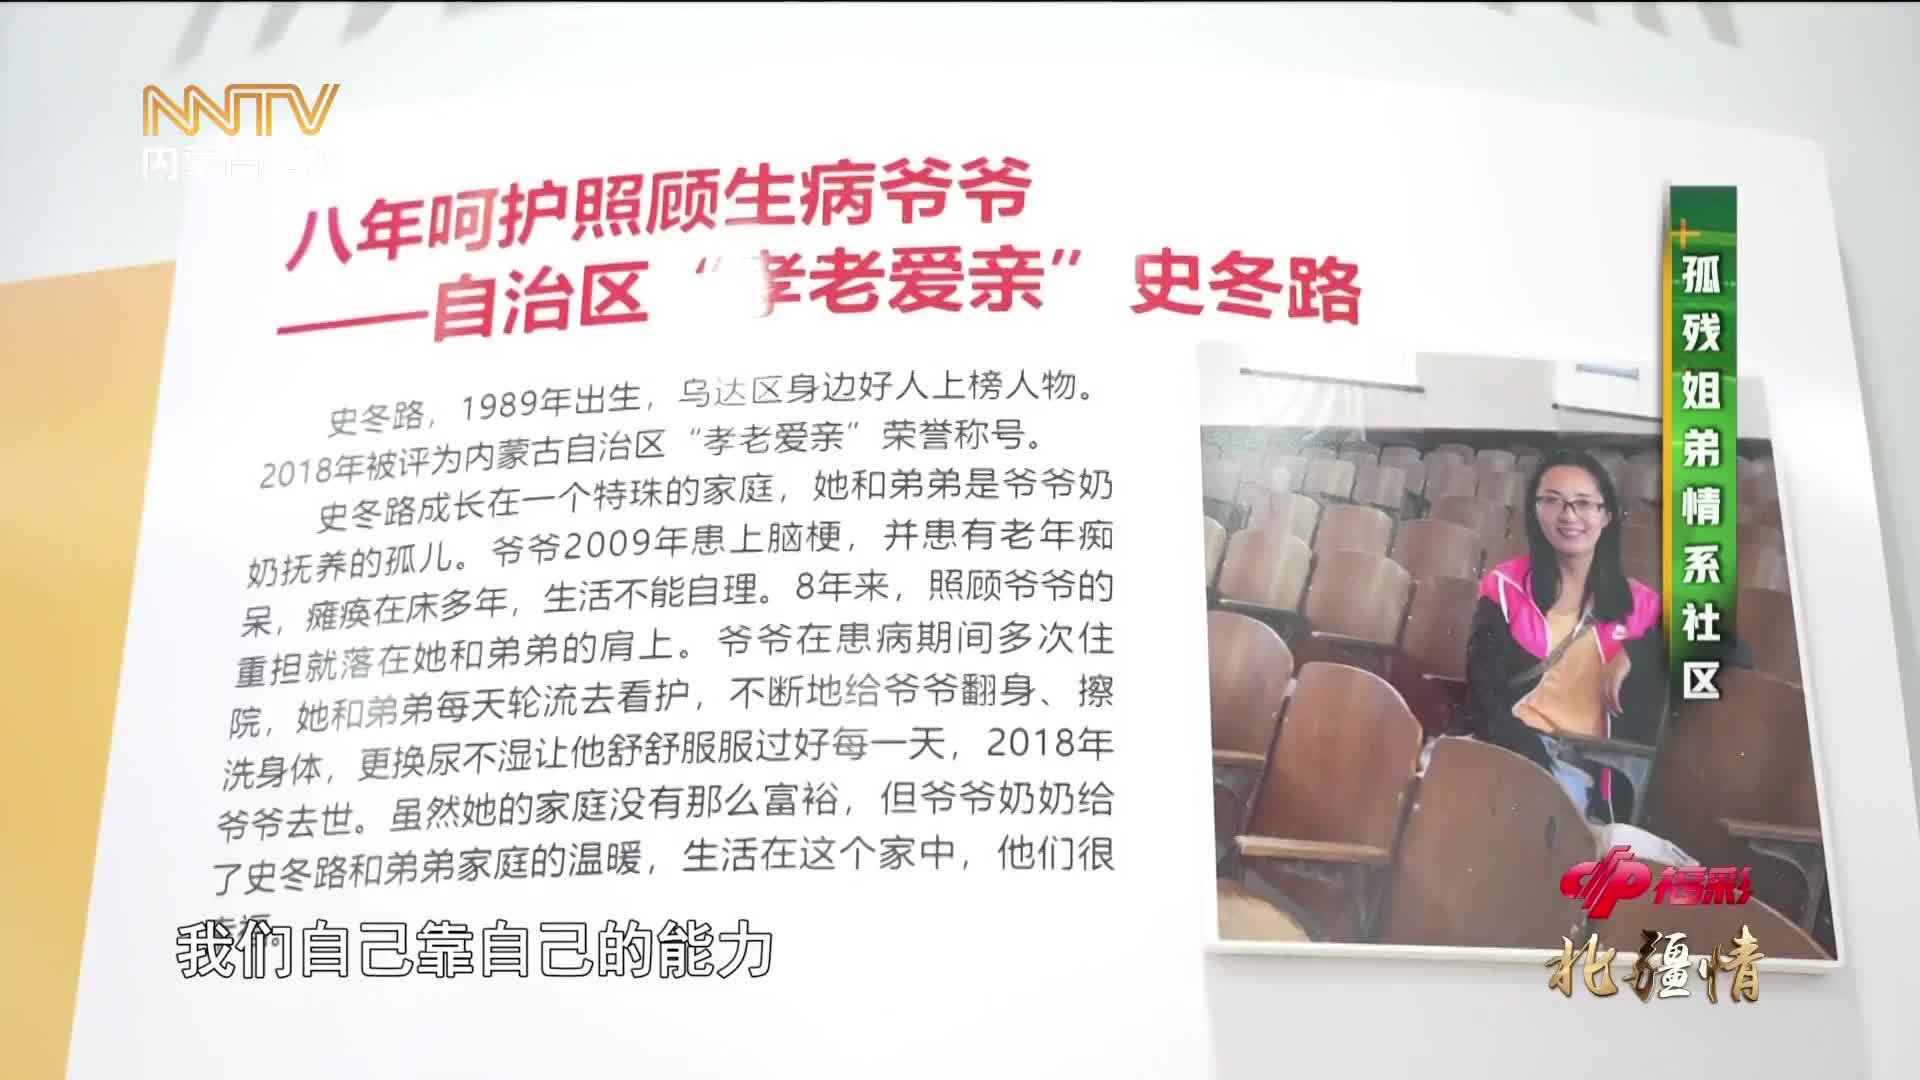 NNTV
内蒙古
八年呵护照顾生病爷爷
——自治区“孝老爱亲”史冬路
史冬路，1989年出生，乌达区身边好人上榜人物。
2018年被评为内蒙古自治区“孝老爱亲”荣誉称号。
史冬路成长在一个特殊的家庭，她和弟弟是爷爷奶
奶抚养的孤儿。爷爷2009年患上脑梗，并患有老年痴
呆，瘫痪在床多年，生活不能自理。8年来，照顾爷爷的
重担就落在她和弟弟的肩上。爷爷在患病期间多次住
院，她和弟弟每天轮流去看护，不断地给爷爷翻身、擦
洗身体，更换尿不湿让他舒舒服服过好每一天，2018年
爷爷去世。虽然她的家庭没有那么富裕，但爷爷奶奶给
了史冬路和弟弟家庭的温暖，生活在这个家中，他们很
我们自己靠自己的能力
孤残姐弟情系社区
福彩
北疆情